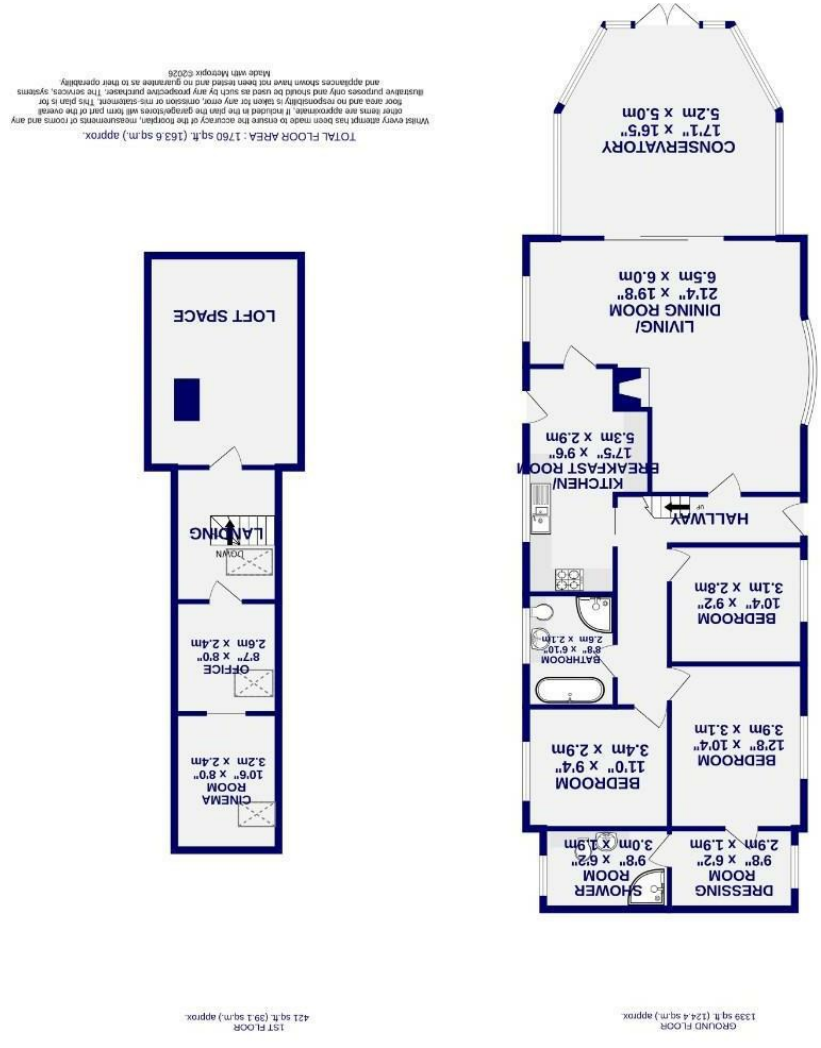 GROUND FLOOR
1339 sq.ft. (124.4 sq.m.) approx.
1ST FLOOR
421 sq.ft. (39.1 sq.m.) approx.
DRESSING
ROOM
9'8" x 6'2"
2.9m x 1.9m
SHOWER
ROOM
9'8" x 6'2"
3.0m x 1.9m
BEDROOM
12'8" x 10'4"
3.9m x 3.1m
BEDROOM
11'0" x 9'4"
3.4m x 2.9m
BATHROOM
8'8" x 6'10"
2.6m x 2.1m
BEDROOM
10'4" x 9'2"
3.1m x 2.8m
HALLWAY
UP
KITCHEN/
BREAKFAST ROOM
17'5" x 9'6"
5.3m x 2.9m
LIVING/
DINING ROOM
21'4" x 19'8"
6.5m x 6.0m
CONSERVATORY
17'1" x 16'5"
5.2m x 5.0m
CINEMA
ROOM
10'6" x 8'0"
3.2m x 2.4m
OFFICE
8'7" x 8'0"
2.6m x 2.4m
DOWN
LANDING
LOFT SPACE
TOTAL FLOOR AREA : 1760 sq.ft. (163.6 sq.m.) approx.
Whilst every attempt has been made to ensure the accuracy of the floorplan, measurements of rooms and any
other items are approximate. If included in the plan the garage/stores will form part of the overall
floor area and no responsibility is taken for any error, omission or mis-statement. This plan is for
illustrative purposes only and should be used as such by any prospective purchaser. The services, systems
and appliances shown have not been tested and no guarantee as to their operability.
Made with Metropix ©2026